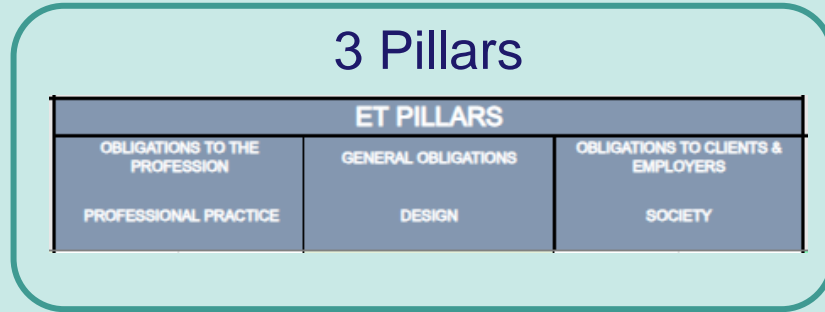 3 Pillars
ET PILLARS
OBLIGATIONS TO THE
PROFESSION
GENERAL OBLIGATIONS
OBLIGATIONS TO CLIENTS &
EMPLOYERS
PROFESSIONAL PRACTICE
DESIGN
SOCIETY